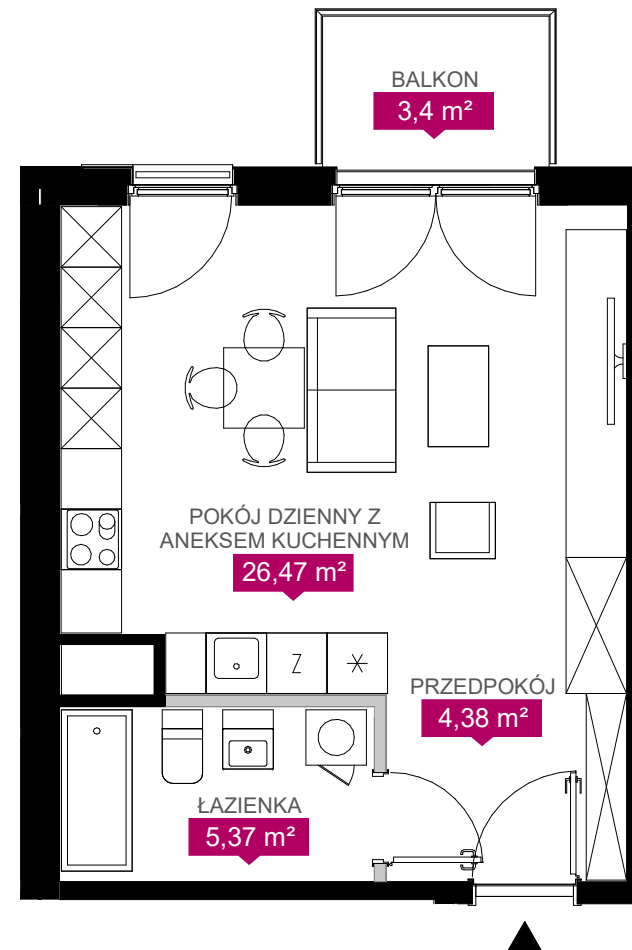 BALKON
3,4 m²
POKÓJ DZIENNY Z
ANEKSEM KUCHENNYM
26,47 m²
Z
PRZEDPOKÓJ
4,38 m²
ŁAZIENKA
5,37 m²